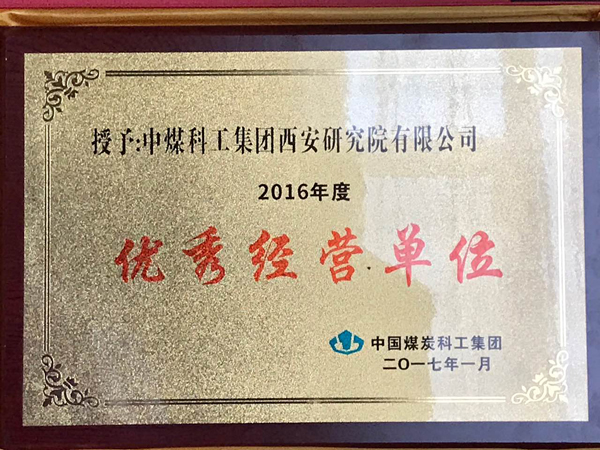 授予:中煤科工集团西安研究院有限公司
2016年度
优秀经营单位
中国煤炭科工集团
二〇一七年一月